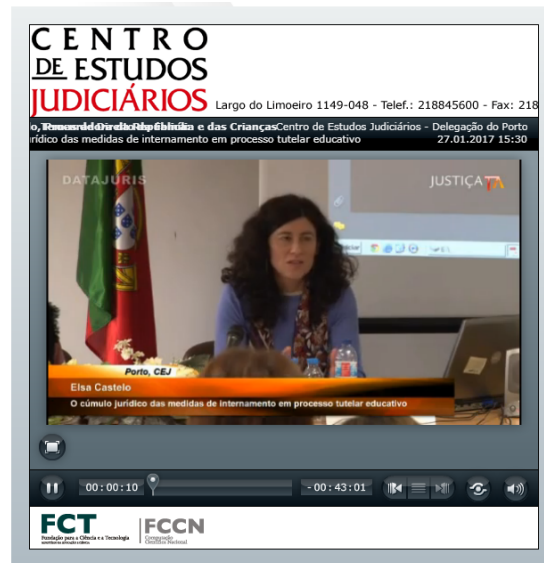 CENTRO
DE ESTUDOS
JUDICIÁRIOS
Largo do Limoeiro 1149-048 - Telef.: 218845600 - Fax: 218
e das Crianças Centro de Estudos Judiciários - Delegação do Porto
rídico das medidas de internamento em processo tutelar educativo 27.01.2017 15:30
DATAJURIS
JUSTIÇA TV
Porto, CEJ
Elsa Castelo
O cúmulo jurídico das medidas de internamento em processo tutelar educativo
00:00:10
-00:43:01
FCT
Fundação para a Ciência e a Tecnologia
FCCN
Computação
Científica Nacional